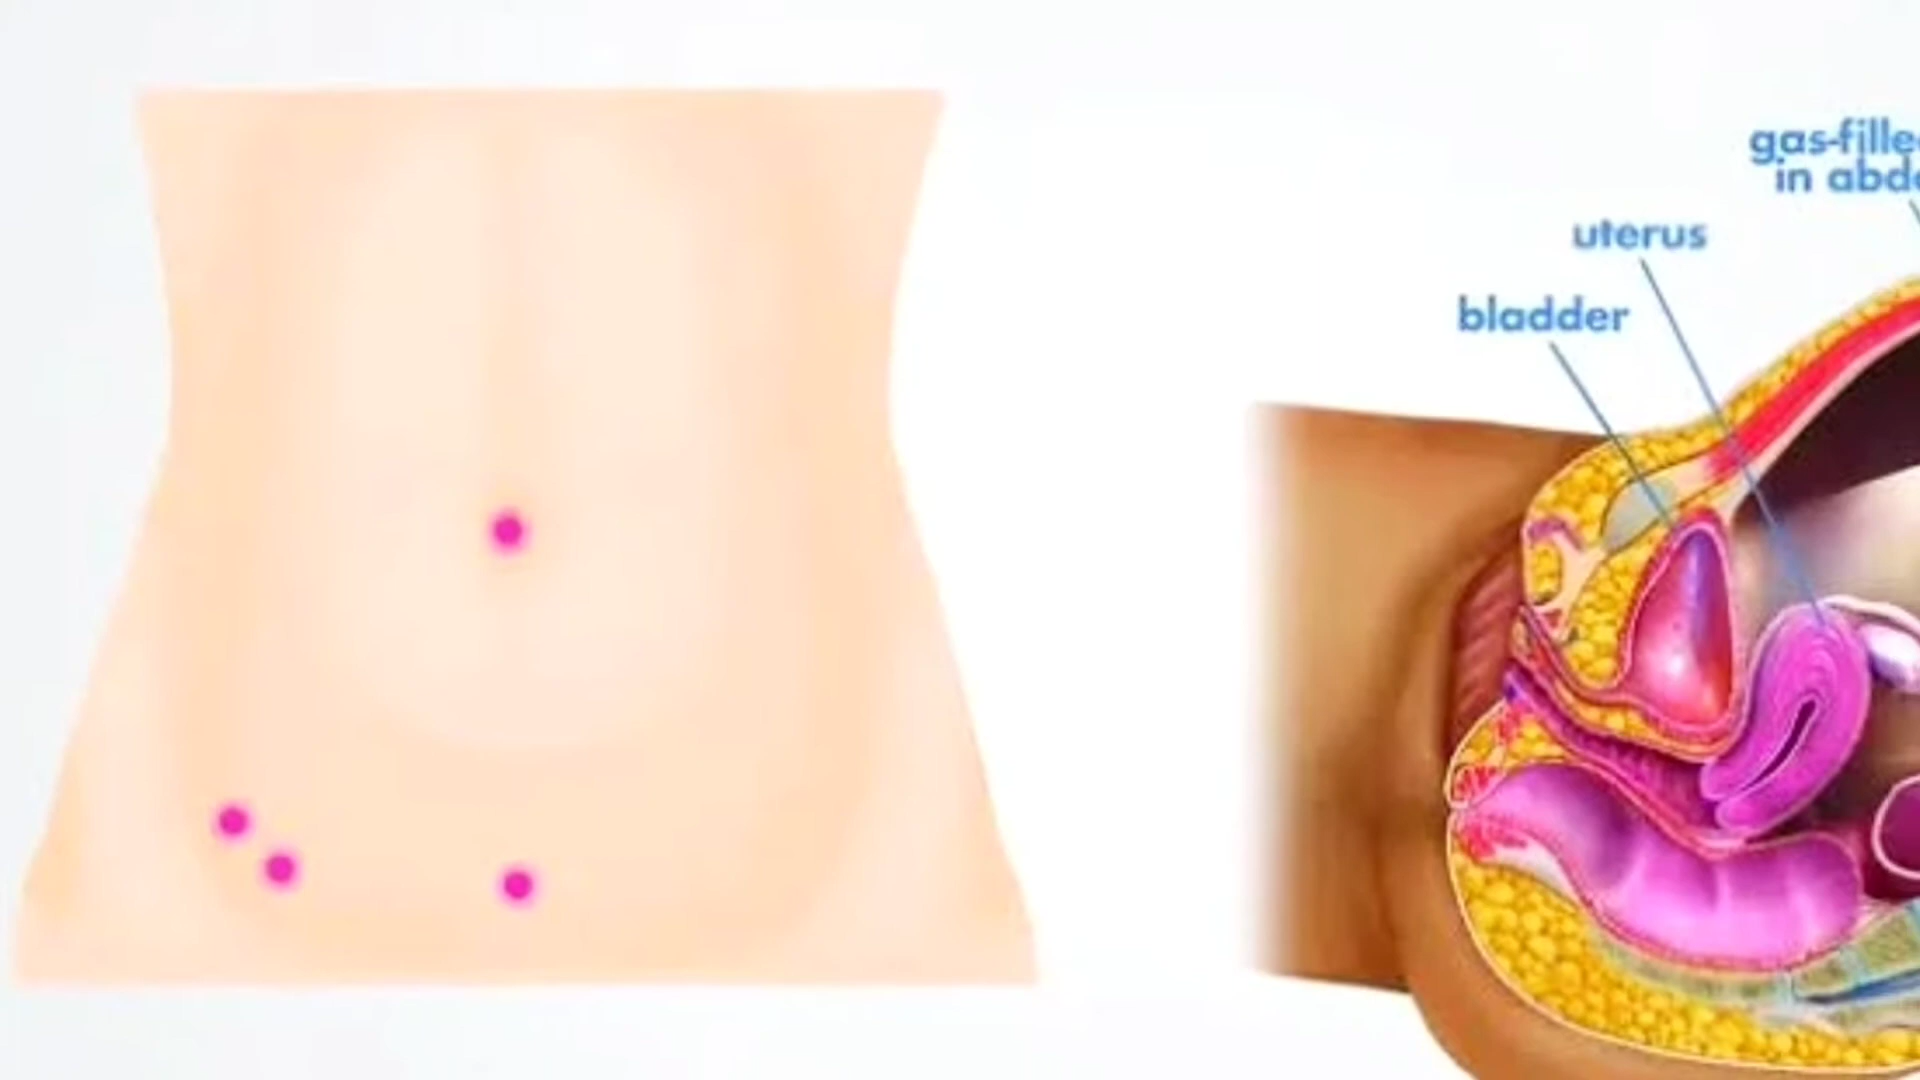 gas-fille
in abd
uterus
bladder